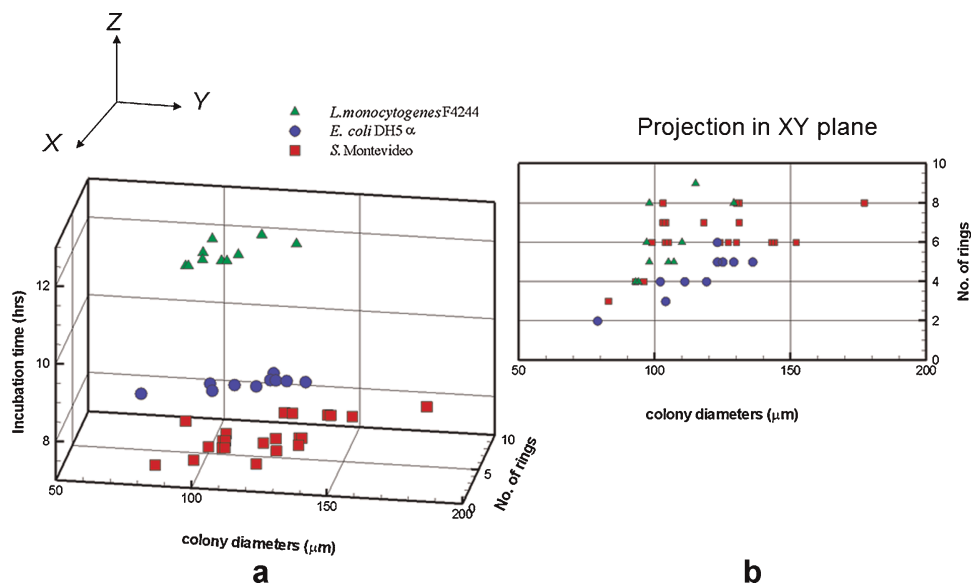 Z
Y
X
L.monocytogenes F4244
E. coli DH5 α
S. Montevideo
Projection in XY plane
12
10
8
Incubation time (hrs)
50
100
150
200
0
5
10
No. of rings
colony diameters (μm)
a
10
8
6
4
2
0
No. of rings
50
100
150
200
colony diameters (μm)
b